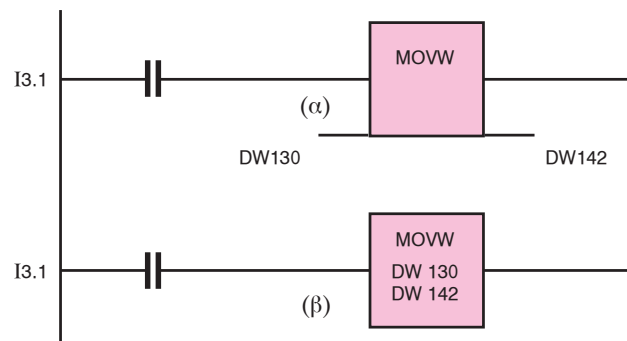 MOVW
I3.1
(α)
DW130 DW142
MOVW
I3.1 DW 130
DW 142
(β)